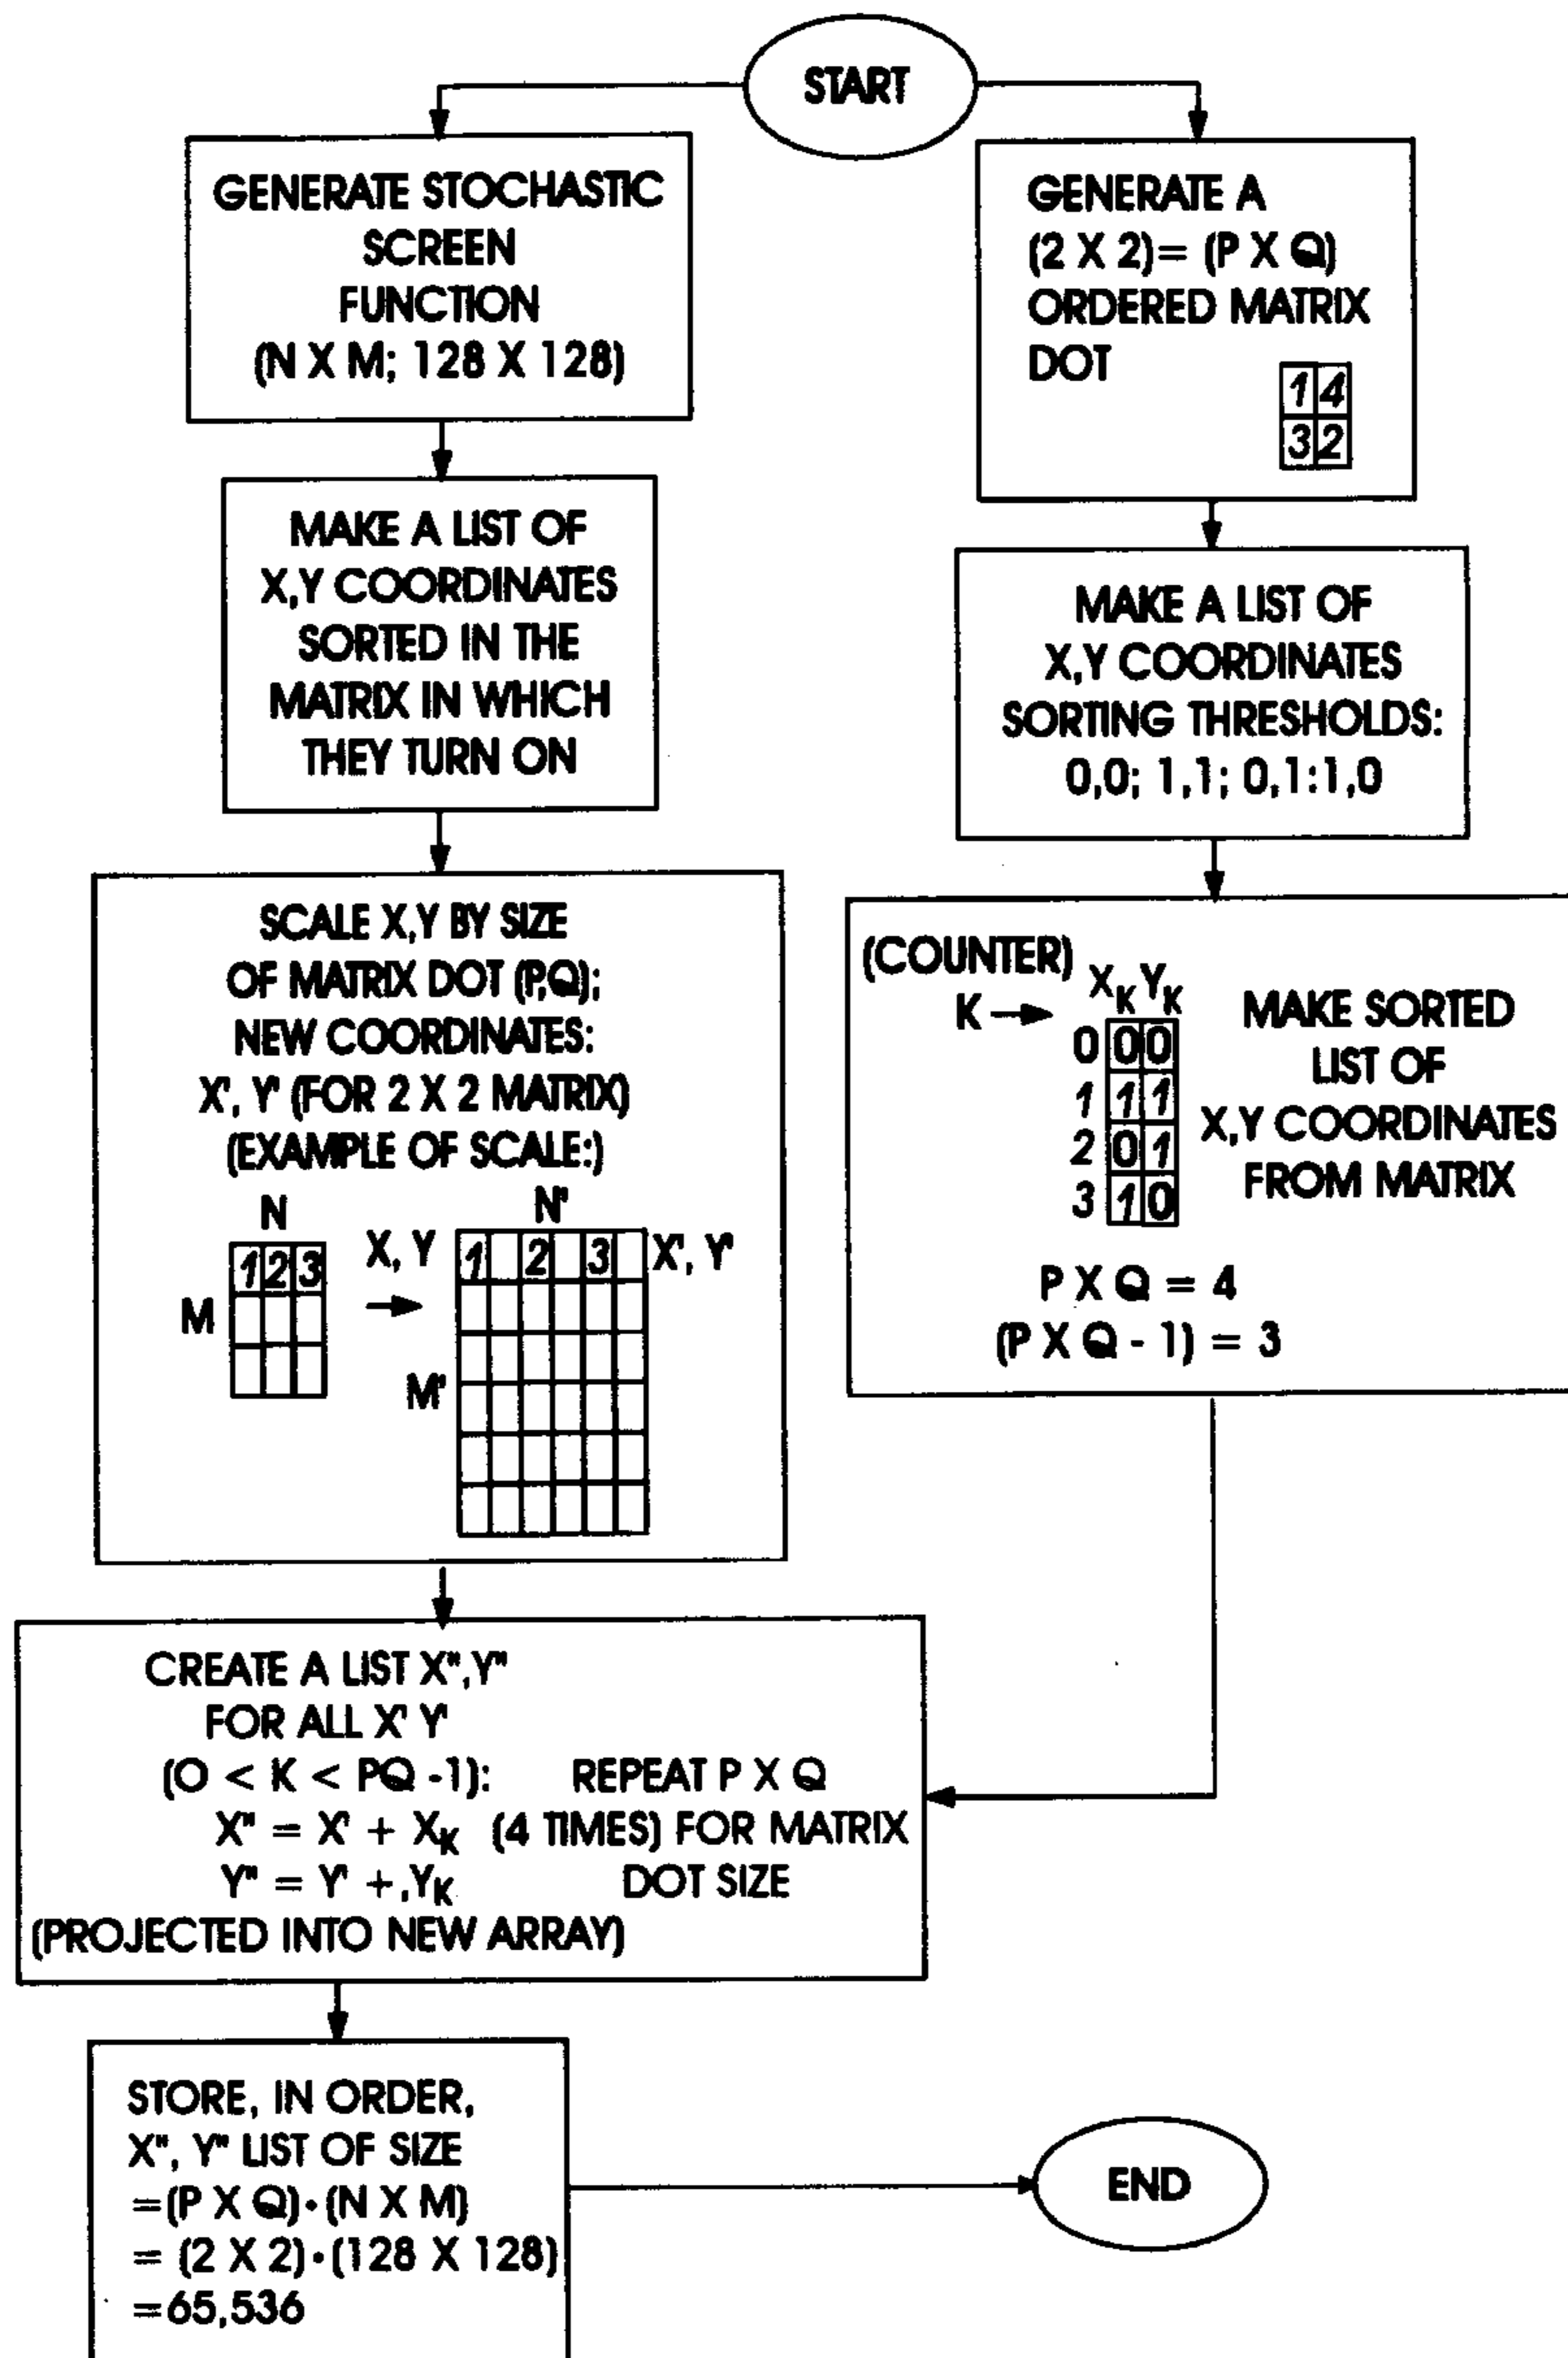 START
GENERATE STOCHASTIC
SCREEN
FUNCTION
(N X M; 128 X 128)
GENERATE A
(2 X 2)= (P X Q)
ORDERED MATRIX
DOT
1 4
3 2
MAKE A LIST OF
X,Y COORDINATES
SORTED IN THE
MATRIX IN WHICH
THEY TURN ON
MAKE A LIST OF
X,Y COORDINATES
SORTING THRESHOLDS:
0,0; 1,1; 0,1:1,0
SCALE X,Y BY SIZE
OF MATRIX DOT (P,Q);
NEW COORDINATES:
X', Y' (FOR 2 X 2 MATRIX)
(EXAMPLE OF SCALE:)
N
1 2 3
M
X, Y
N'
1 2 3
X', Y'
M'
(COUNTER)
K
XK YK
0 0 0
1 1 1
2 0 1
3 1 0
MAKE SORTED
LIST OF
X,Y COORDINATES
FROM MATRIX
P X Q = 4
(P X Q - 1) = 3
CREATE A LIST X",Y"
FOR ALL X' Y'
(O < K < PQ -1): REPEAT P X Q
X" = X' + XK (4 TIMES) FOR MATRIX
Y" = Y' +,YK DOT SIZE
(PROJECTED INTO NEW ARRAY)
STORE, IN ORDER,
X", Y" LIST OF SIZE
=(P X Q)•(N X M)
= (2 X 2)•(128 X 128)
=65,536
END